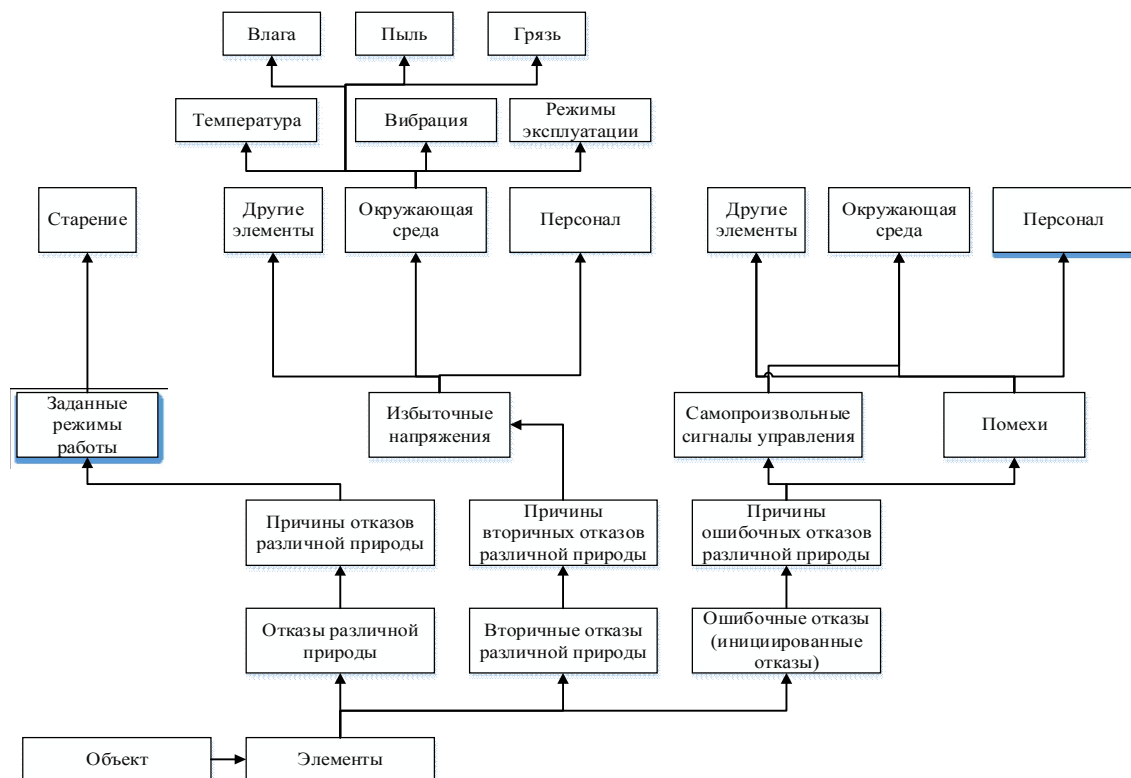 Влага
Пыль
Грязь
Температура
Вибрация
Режимы
эксплуатации
Старение
Другие
элементы
Окружающая
среда
Персонал
Другие
элементы
Окружающая
среда
Персонал
Заданные
режимы
работы
Избыточные
напряжения
Самопроизвольные
сигналы управления
Помехи
Причины отказов
различной природы
Причины
вторичных отказов
различной природы
Причины
ошибочных отказов
различной природы
Отказы различной
природы
Вторичные отказы
различной природы
Ошибочные отказы
(инициированные
отказы)
Объект
Элементы